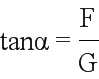 tanα = F/G